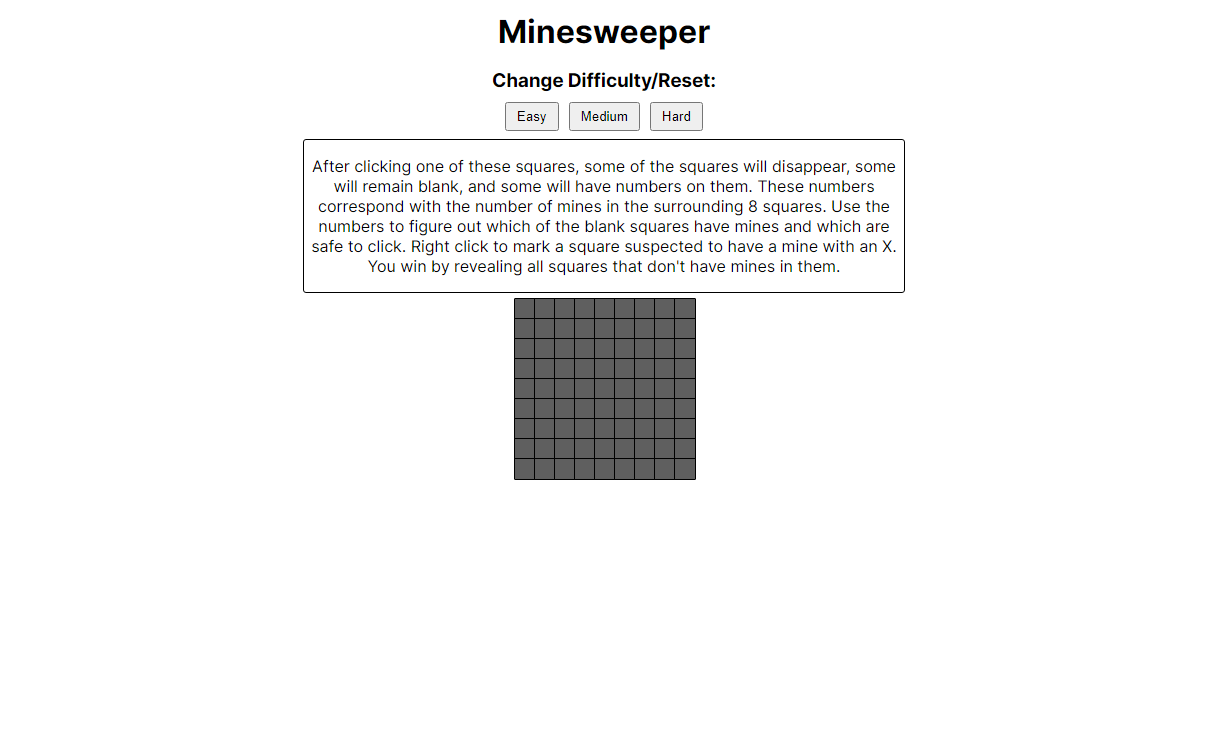 Minesweeper
Change Difficulty/Reset:
Easy Medium Hard
After clicking one of these squares, some of the squares will disappear, some
will remain blank, and some will have numbers on them. These numbers
correspond with the number of mines in the surrounding 8 squares. Use the
numbers to figure out which of the blank squares have mines and which are
safe to click. Right click to mark a square suspected to have a mine with an X.
You win by revealing all squares that don't have mines in them.